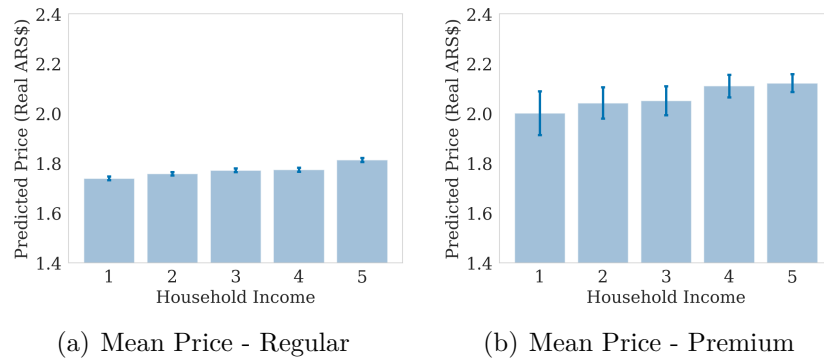 Predicted Price (Real ARS$)
2.4
2.2
2.0
1.8
1.6
1.4
1 2 3 4 5
Household Income
(a) Mean Price - Regular
Predicted Price (Real ARS$)
2.4
2.2
2.0
1.8
1.6
1.4
1 2 3 4 5
Household Income
(b) Mean Price - Premium